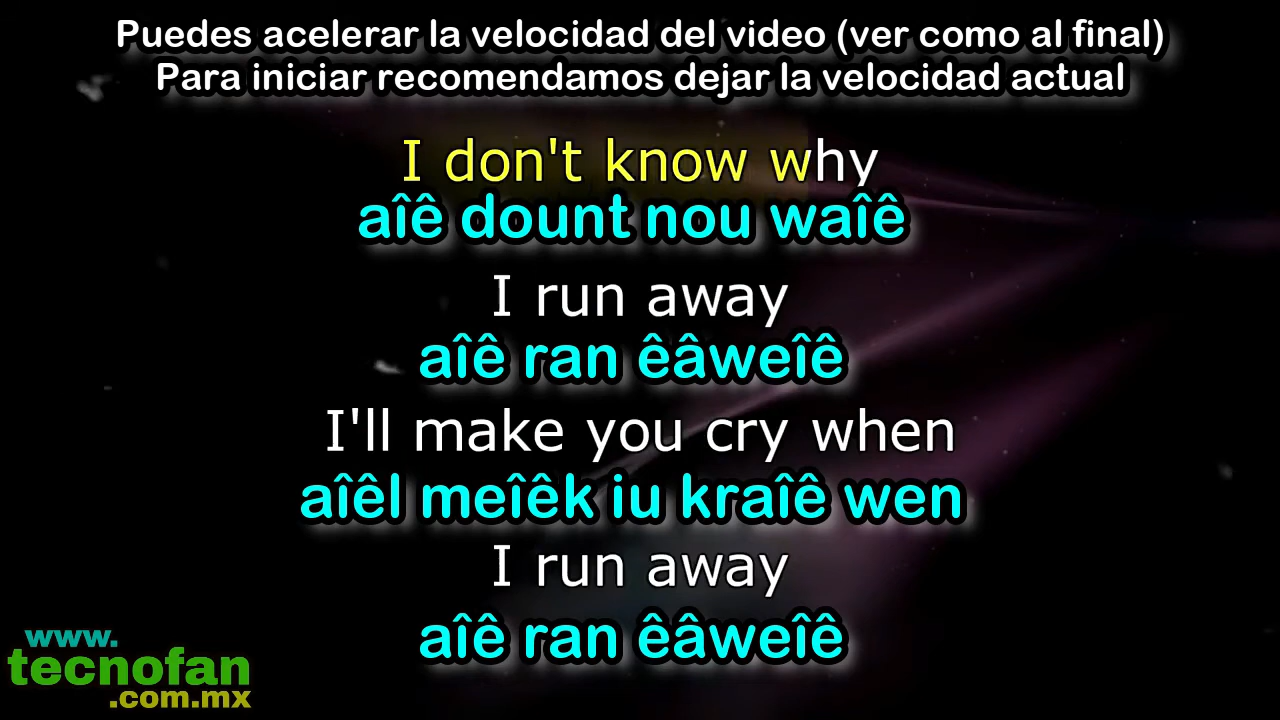 Puedes acelerar la velocidad del video (ver como al final)
Para iniciar recomendamos dejar la velocidad actual
I don't know why
aîê dount nou waîê
I run away
aîê ran êâweîê
I'll make you cry when
aîêl meîêk iu kraîê wen
I run away
aîê ran êâweîê
www.
tecnofan
.com.mx